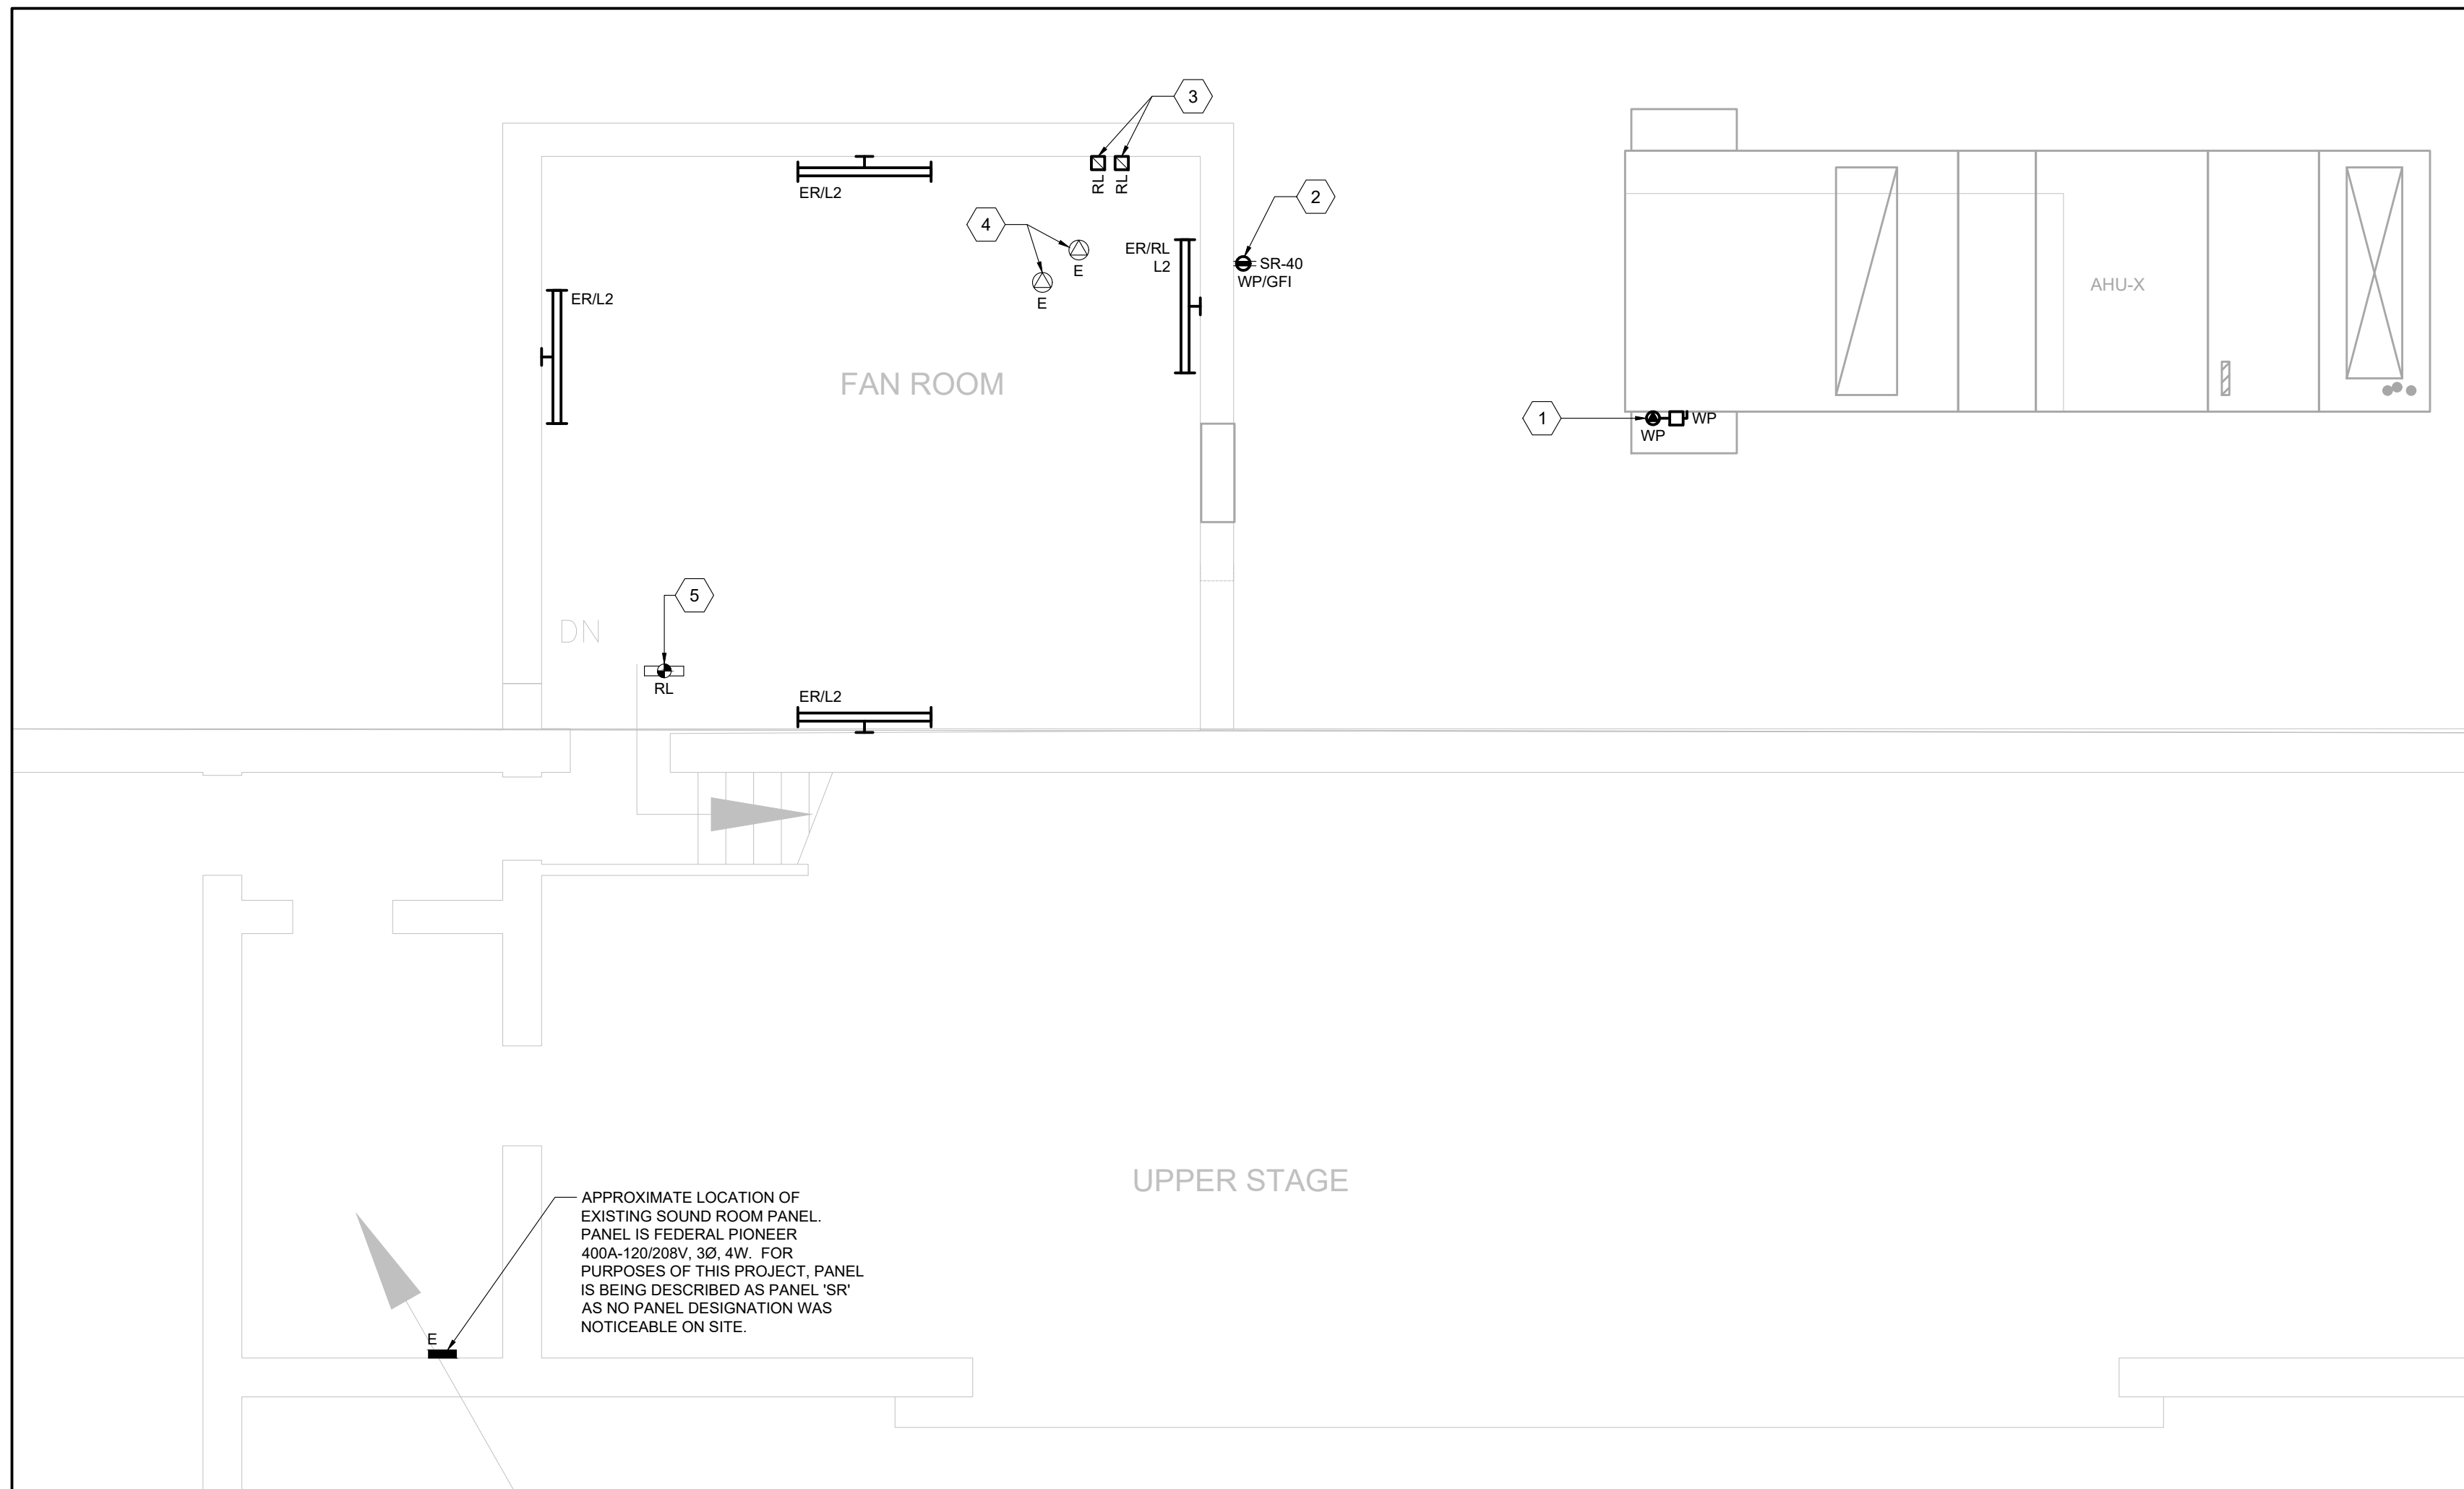 3
RL
RL
ER/L2
2
4
ER/RL
L2
E
E
SR-40
WP/GFI
ER/L2
AHU-X
FAN ROOM
1
WP
WP
5
DN
RL
ER/L2
UPPER STAGE
APPROXIMATE LOCATION OF
EXISTING SOUND ROOM PANEL.
PANEL IS FEDERAL PIONEER
400A-120/208V, 3Ø, 4W.  FOR
PURPOSES OF THIS PROJECT, PANEL
IS BEING DESCRIBED AS PANEL 'SR'
AS NO PANEL DESIGNATION WAS
NOTICEABLE ON SITE.
E